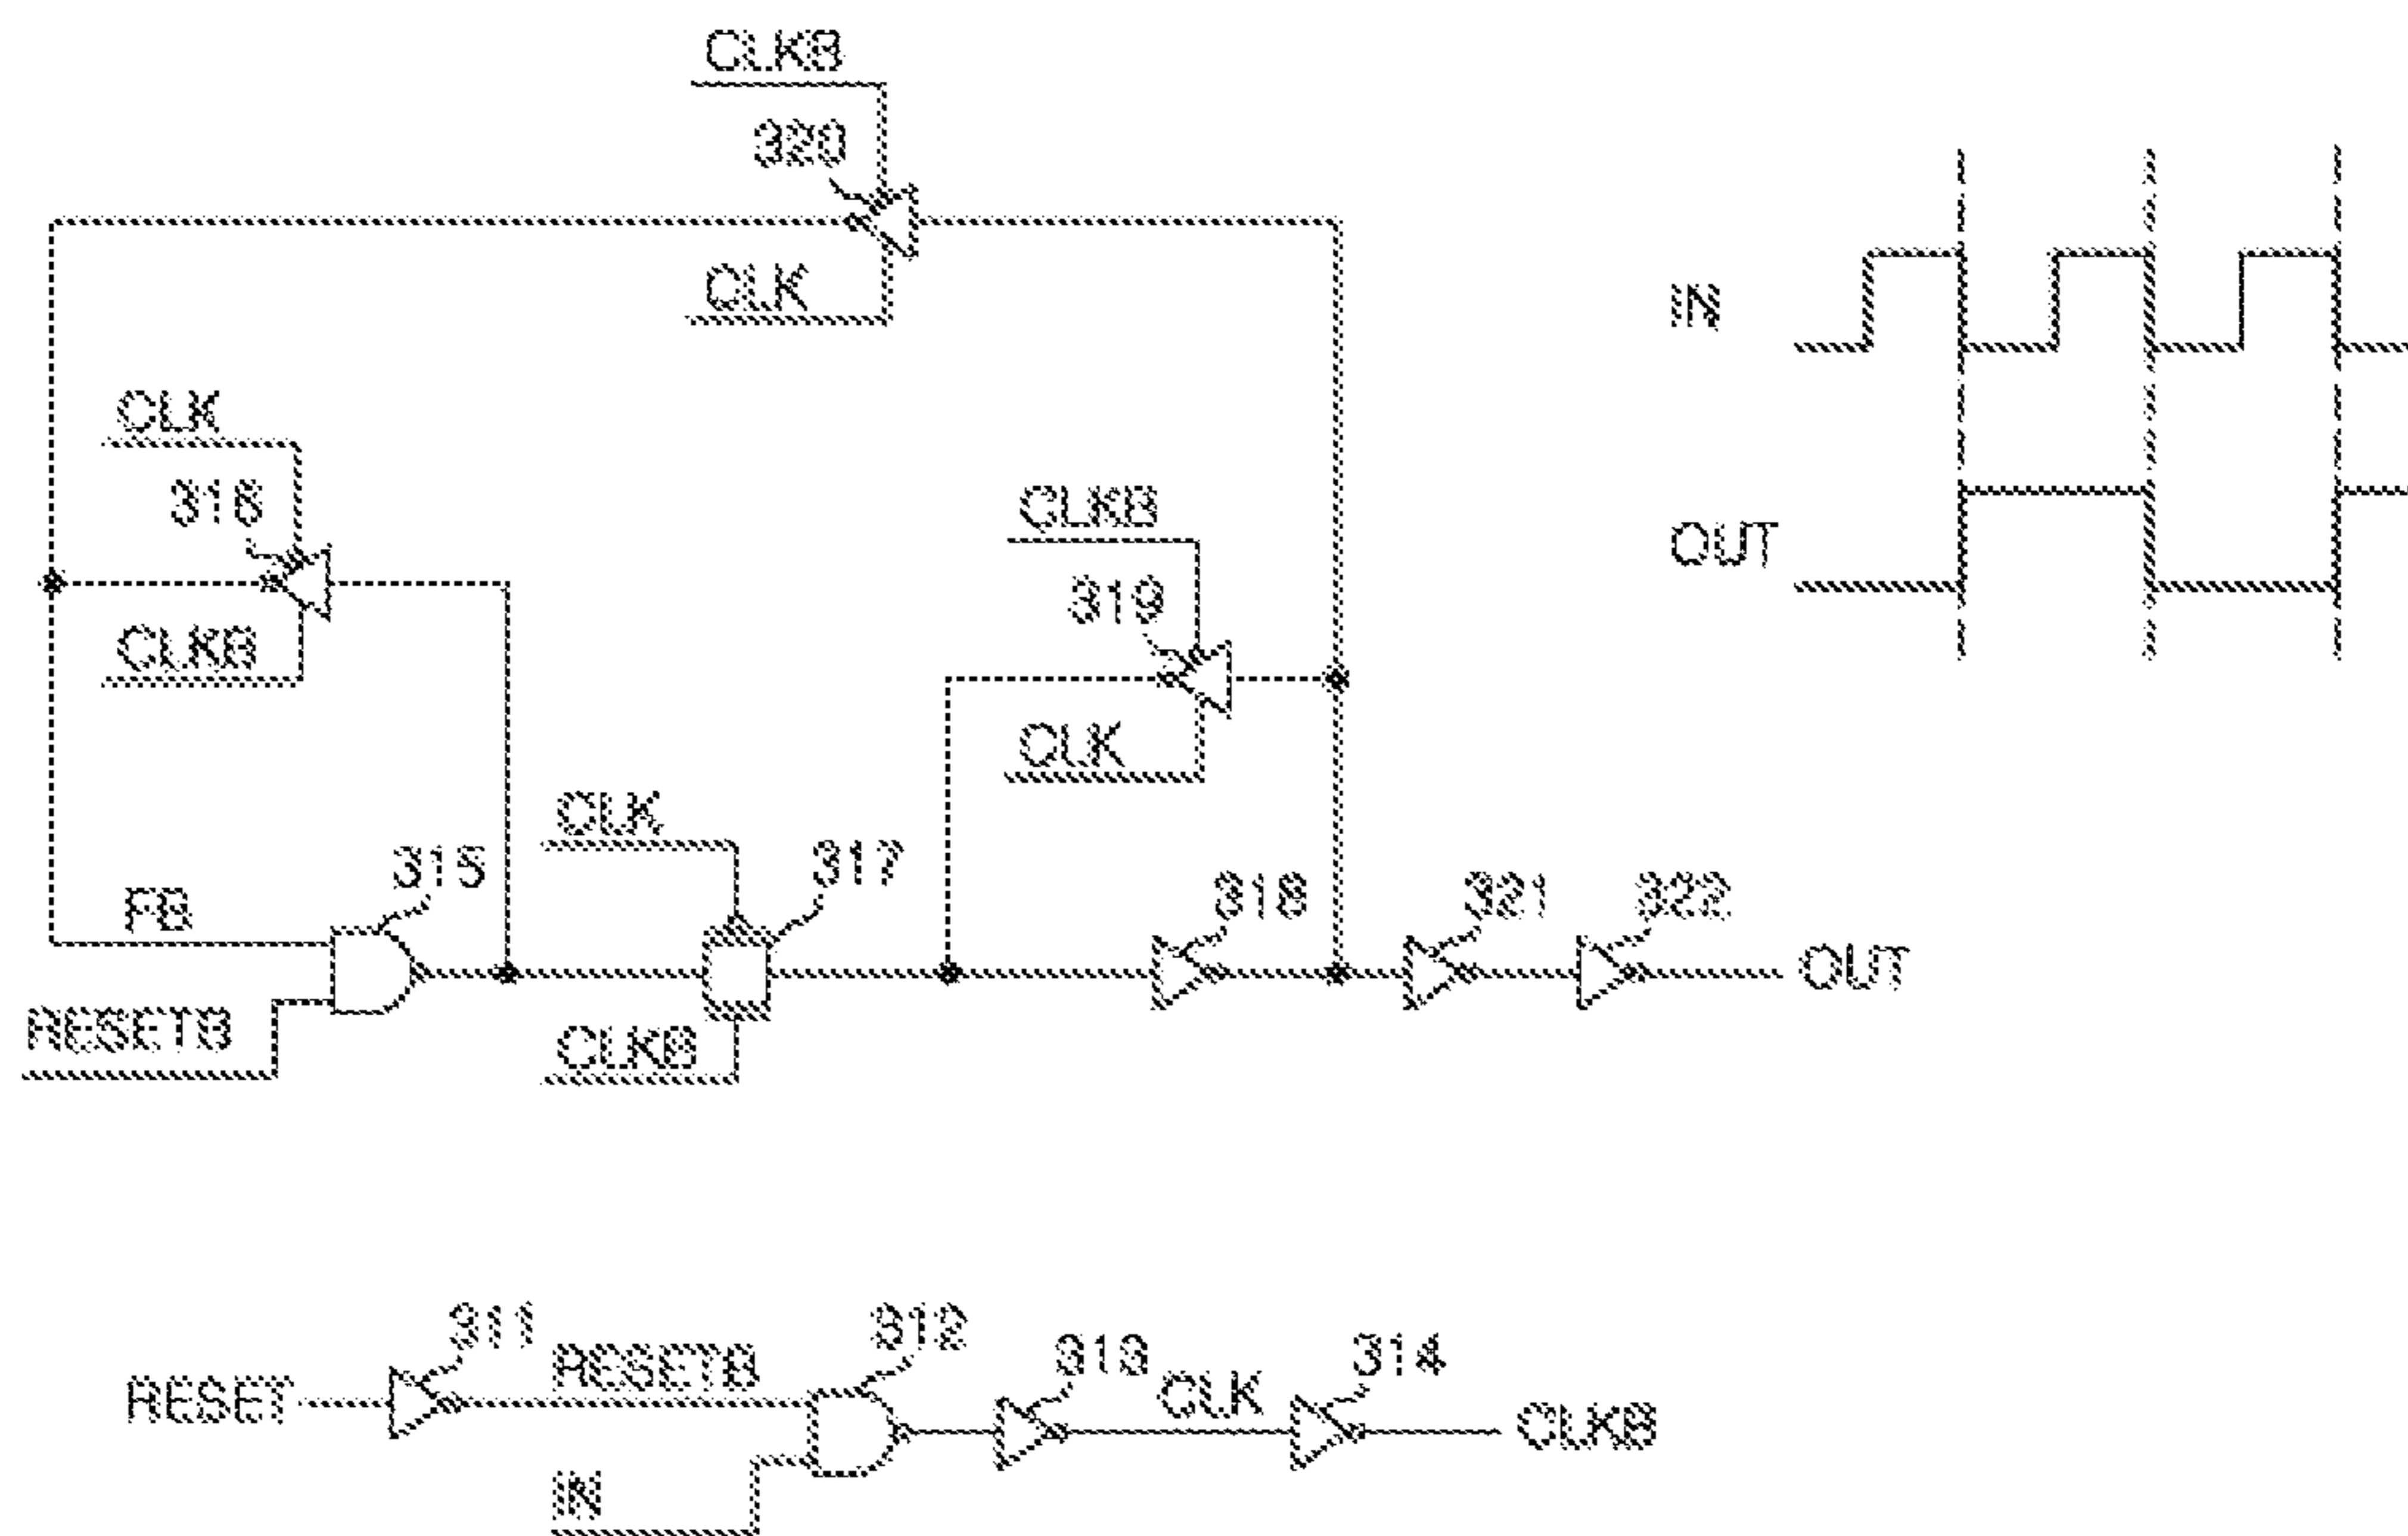 CLKB
320
CLK
IN
CLK
316
CLKB
CLKB
319
CLK
OUT
CLK
317
315
FB
318
321
322
OUT
RESETB
CLKB
311
312
313
314
RESET
RESETB
CLK
CLKB
IN